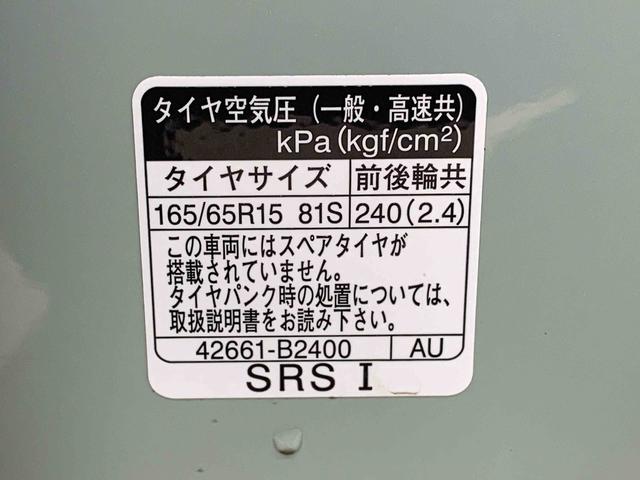 タイヤ空気圧（一般・高速共）
kPa(kgf/cm²)
タイヤサイズ 前後輪共
165/65R15 81S 240(2.4)
この車両にはスペアタイヤが
搭載されていません。
タイヤパンク時の処置については、
取扱説明書をお読み下さい。
42661-B2400 AU
SRS I